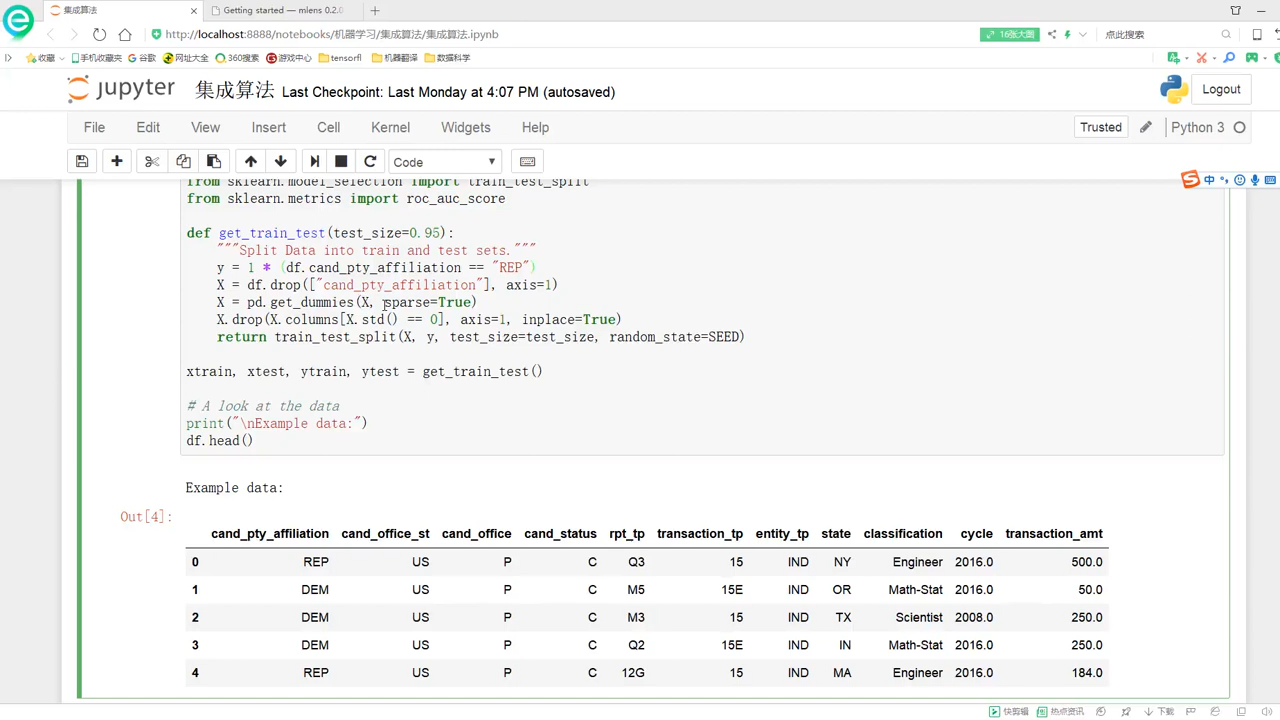 集成算法
Getting started — mlens 0.2.0
http://localhost:8888/notebooks/机器学习/集成算法/集成算法.ipynb
16张大图
点此搜索
收藏 手机收藏夹 谷歌 网址大全 360搜索 游戏中心 tensorfl 机器翻译 数据科学
jupyter 集成算法 Last Checkpoint: Last Monday at 4:07 PM (autosaved)
Logout
File Edit View Insert Cell Kernel Widgets Help
Trusted Python 3
Code
中
from sklearn.model_selection import train_test_split
from sklearn.metrics import roc_auc_score
def get_train_test(test_size=0.95):
"""Split Data into train and test sets."""
y = 1 * (df.cand_pty_affiliation == "REP")
X = df.drop(["cand_pty_affiliation"], axis=1)
X = pd.get_dummies(X, sparse=True)
X.drop(X.columns[X.std() == 0], axis=1, inplace=True)
return train_test_split(X, y, test_size=test_size, random_state=SEED)
xtrain, xtest, ytrain, ytest = get_train_test()
# A look at the data
print("\nExample data:")
df.head()
Example data:
Out[4]:
cand_pty_affiliation cand_office_st cand_office cand_status rpt_tp transaction_tp entity_tp state classification cycle transaction_amt
0 REP US P C Q3 15 IND NY Engineer 2016.0 500.0
1 DEM US P C M5 15E IND OR Math-Stat 2016.0 50.0
2 DEM US P C M3 15 IND TX Scientist 2008.0 250.0
3 DEM US P C Q2 15E IND IN Math-Stat 2016.0 250.0
4 REP US P C 12G 15 IND MA Engineer 2016.0 184.0
快剪辑 热点资讯 下载